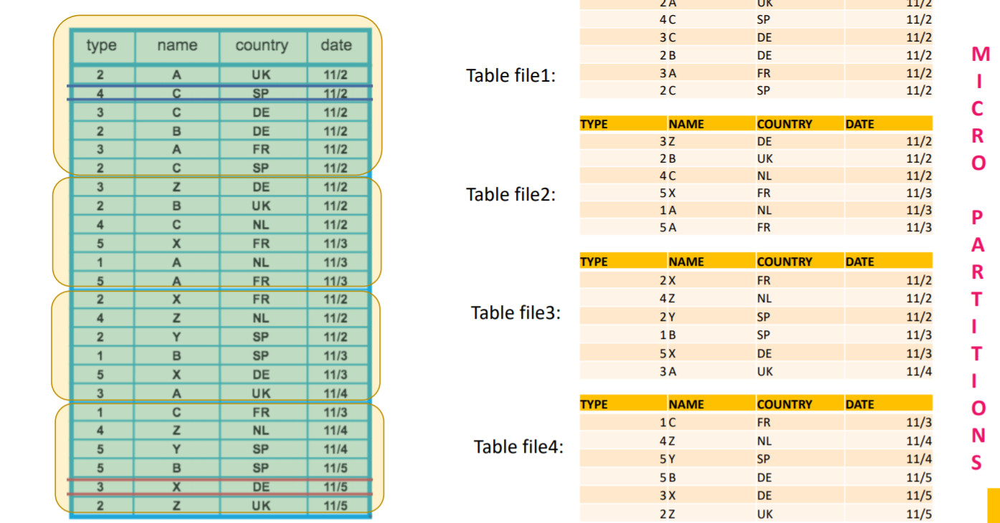 type name country date
2 A UK 11/2
4 C SP 11/2
3 C DE 11/2
2 B DE 11/2
3 A FR 11/2
2 C SP 11/2
3 Z DE 11/2
2 B UK 11/2
4 C NL 11/2
5 X FR 11/3
1 A NL 11/3
5 A FR 11/3
2 X FR 11/2
4 Z NL 11/2
2 Y SP 11/2
1 B SP 11/3
5 X DE 11/3
3 A UK 11/4
1 C FR 11/3
4 Z NL 11/4
5 Y SP 11/4
5 B SP 11/5
3 X DE 11/5
2 Z UK 11/5
Table file1:
2 A UK 11/2
4 C SP 11/2
3 C DE 11/2
2 B DE 11/2
3 A FR 11/2
2 C SP 11/2
Table file2:
TYPE NAME COUNTRY DATE
3 Z DE 11/2
2 B UK 11/2
4 C NL 11/2
5 X FR 11/3
1 A NL 11/3
5 A FR 11/3
Table file3:
TYPE NAME COUNTRY DATE
2 X FR 11/2
4 Z NL 11/2
2 Y SP 11/2
1 B SP 11/3
5 X DE 11/3
3 A UK 11/4
Table file4:
TYPE NAME COUNTRY DATE
1 C FR 11/3
4 Z NL 11/4
5 Y SP 11/4
5 B DE 11/5
3 X DE 11/5
2 Z UK 11/5
MICRO PARTITIONS